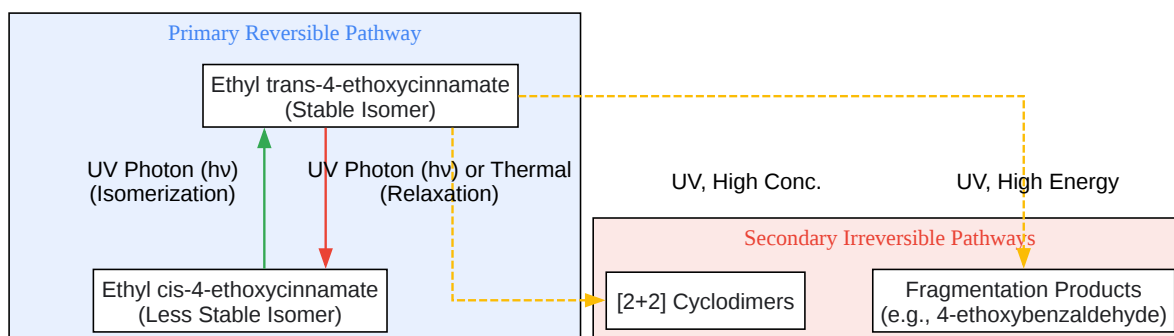 Primary Reversible Pathway
Ethyl trans-4-ethoxycinnamate
(Stable Isomer)
UV Photon (hν)
(Isomerization)
UV Photon (hν) or Thermal
(Relaxation)
UV, High Conc.
UV, High Energy
Secondary Irreversible Pathways
Ethyl cis-4-ethoxycinnamate
(Less Stable Isomer)
[2+2] Cyclodimers
Fragmentation Products
(e.g., 4-ethoxybenzaldehyde)